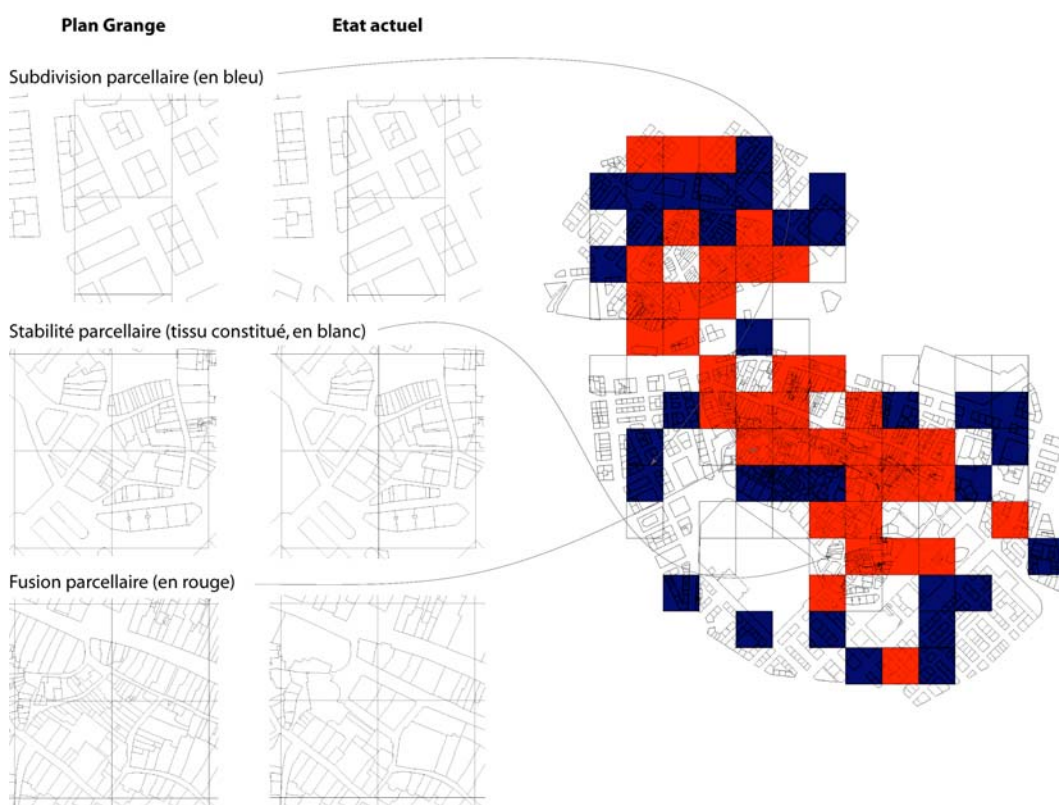 Plan Grange
Etat actuel
Subdivision parcellaire (en bleu)
Stabilité parcellaire (tissu constitué, en blanc)
Fusion parcellaire (en rouge)